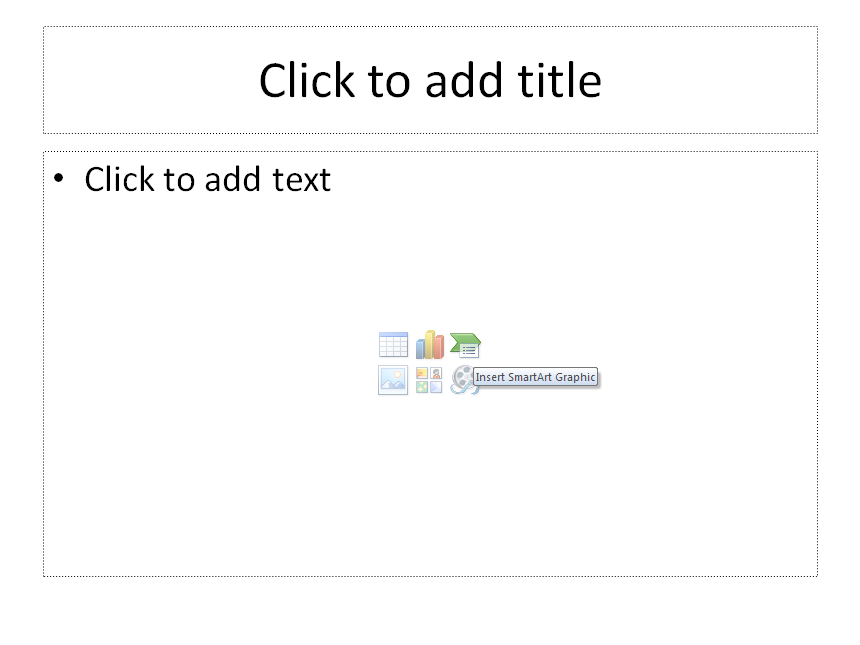 Click to add title
• Click to add text
Insert SmartArt Graphic